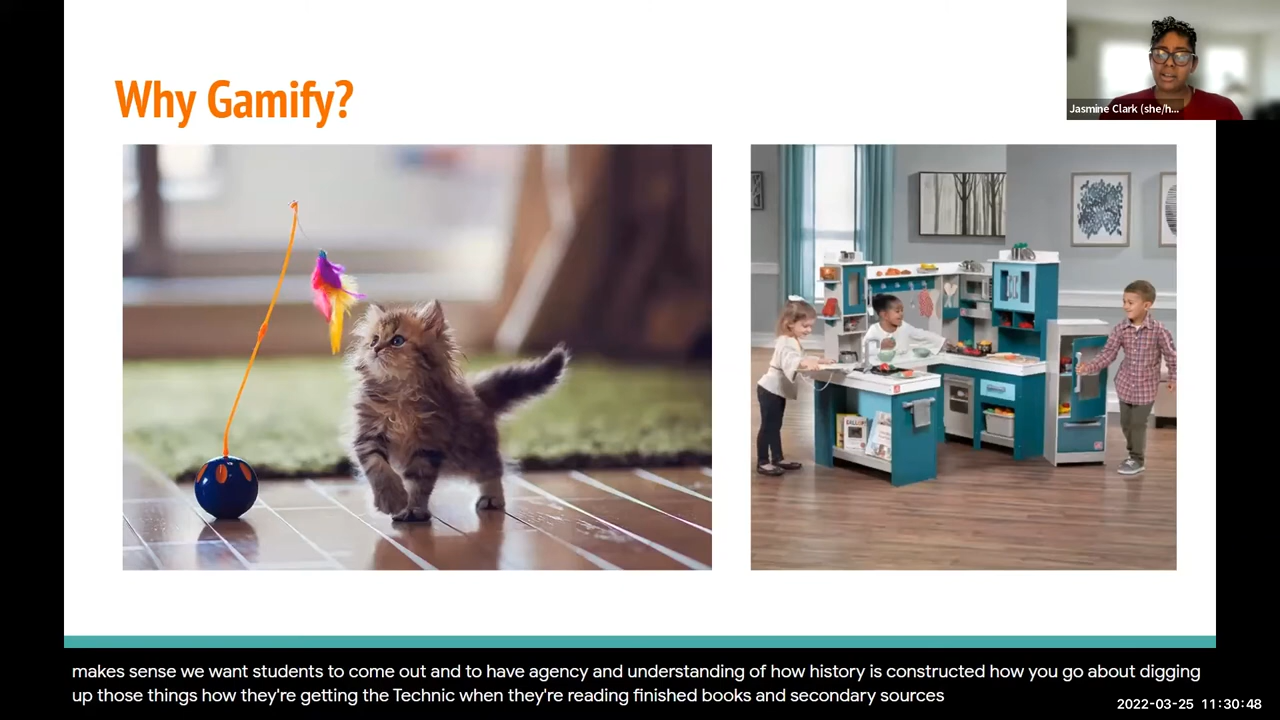 Why Gamify?
Jasmine Clark (she/h...
makes sense we want students to come out and to have agency and understanding of how history is constructed how you go about digging
up those things how they're getting the Technic when they're reading finished books and secondary sources
2022-03-25 11:30:48